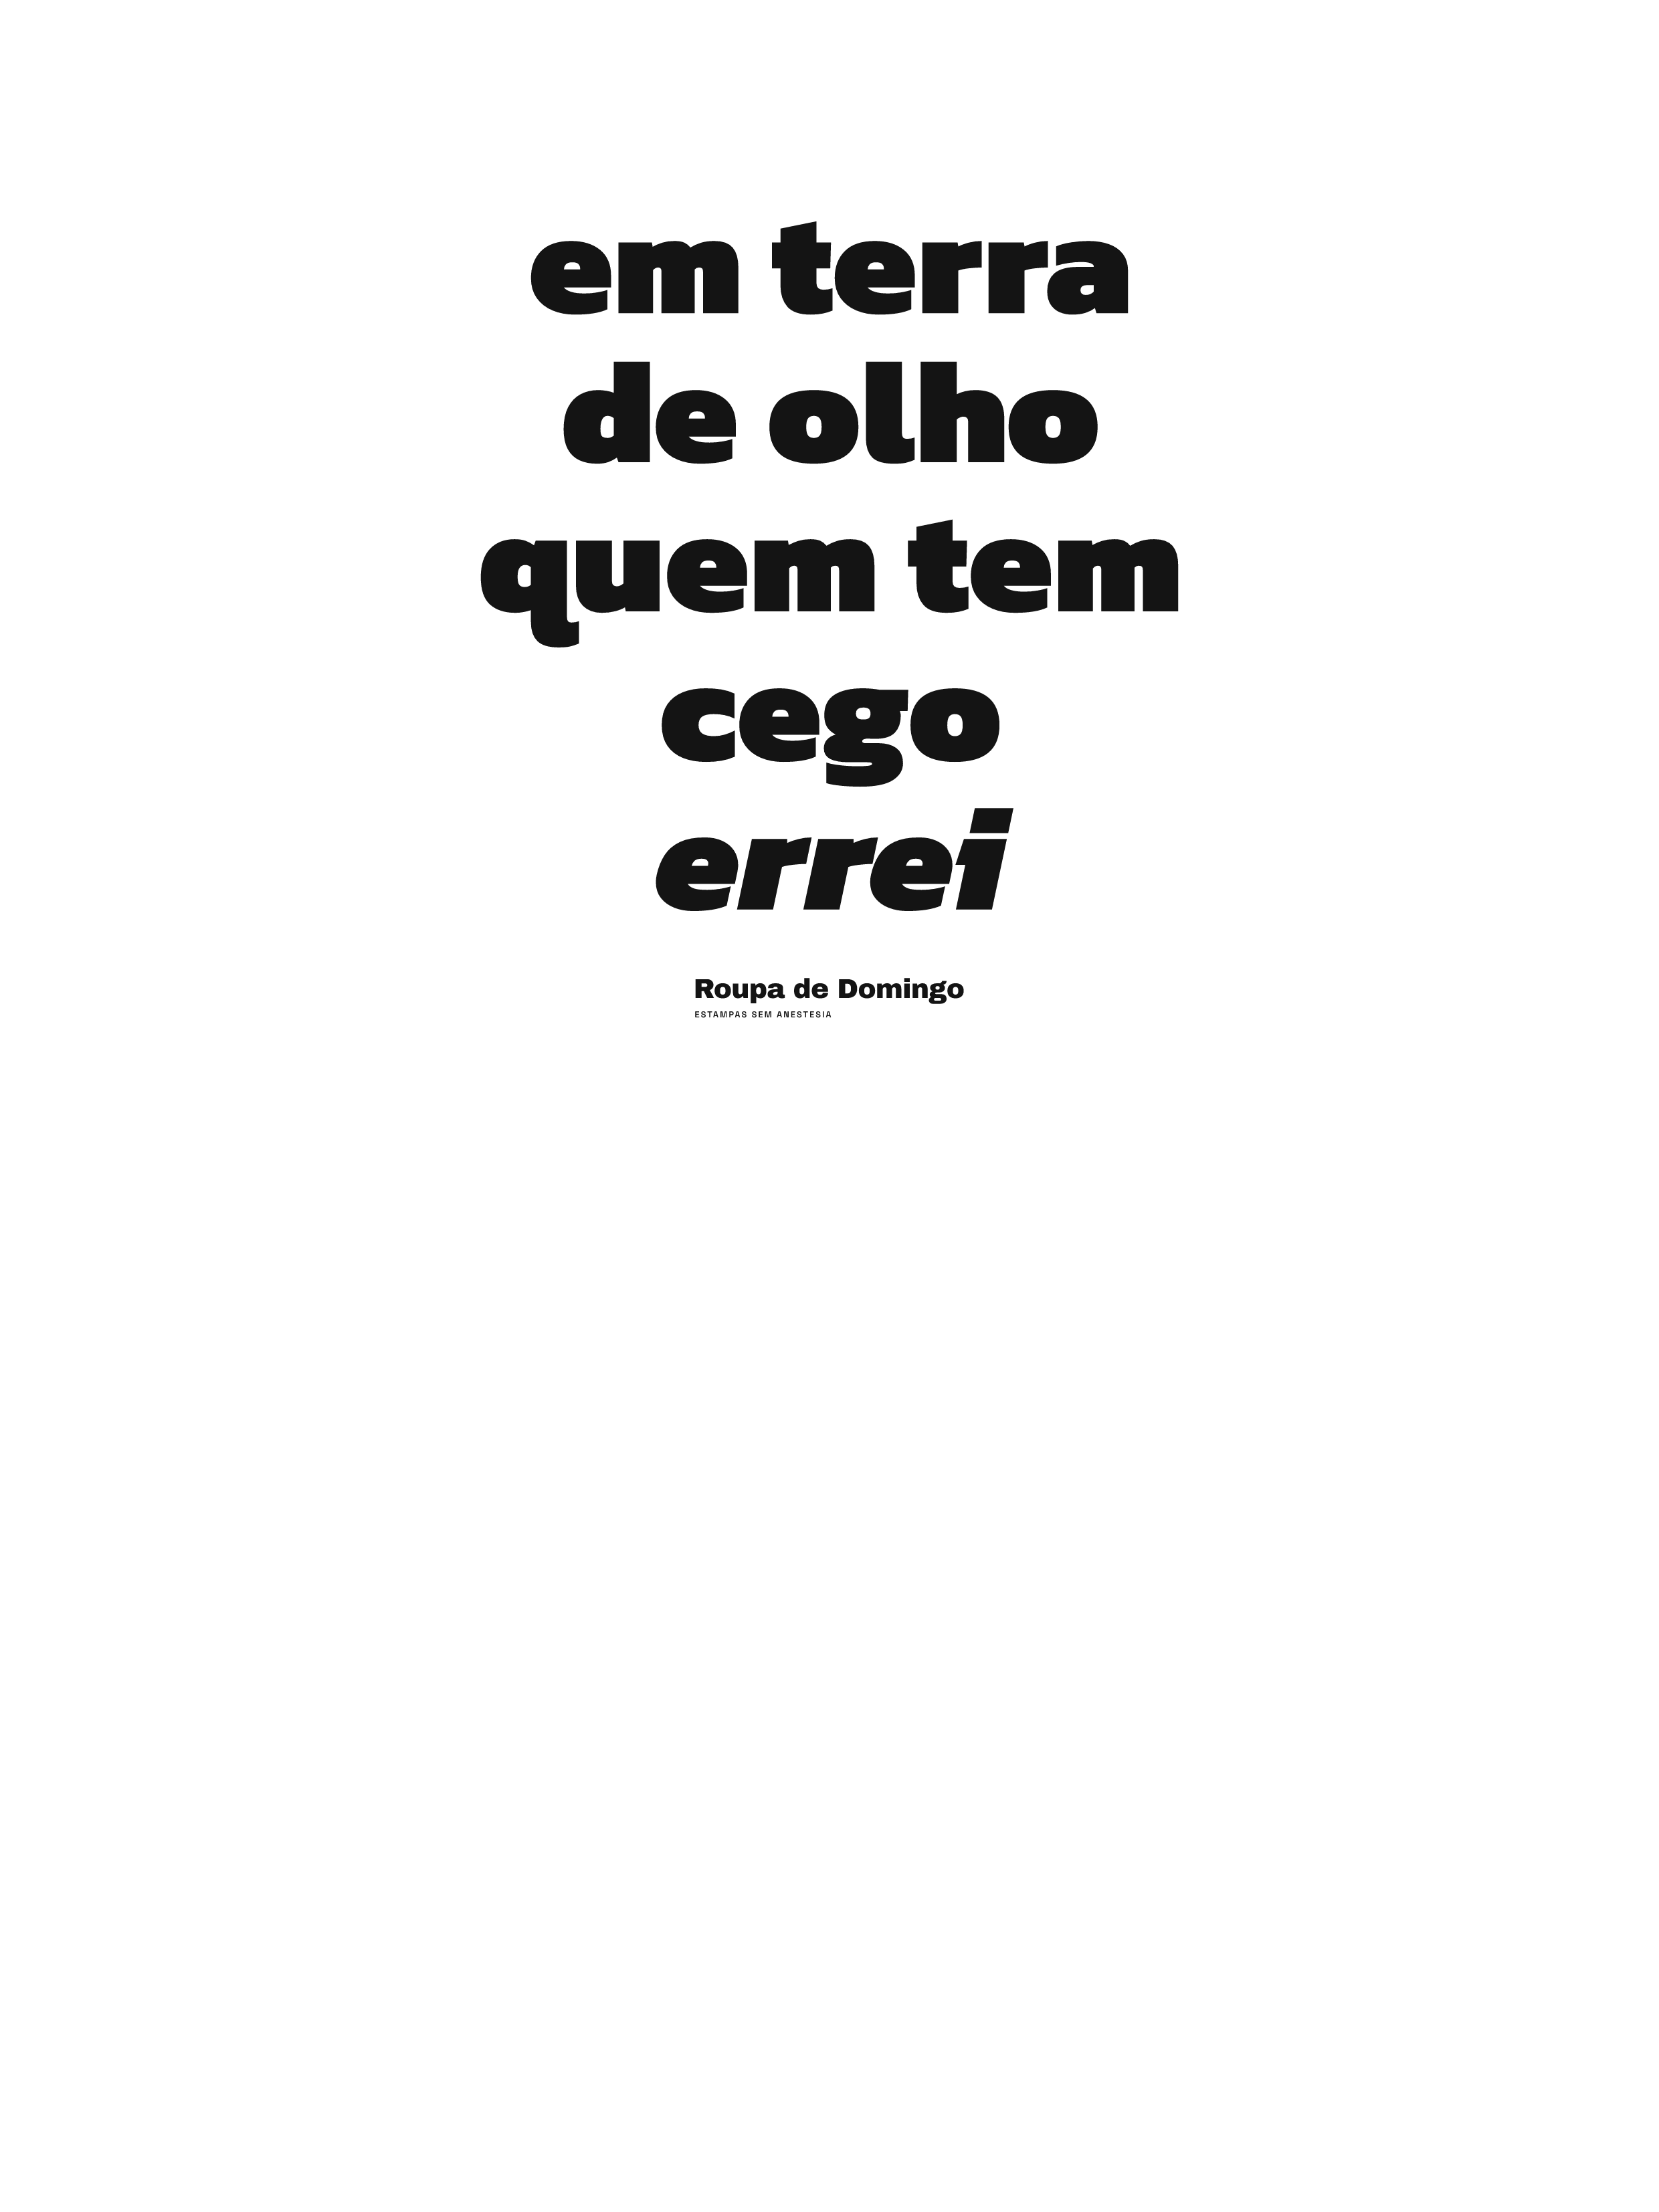 em terra
de olho
quem tem
cego
errei
Roupa de Domingo
ESTAMPAS SEM ANESTESIA